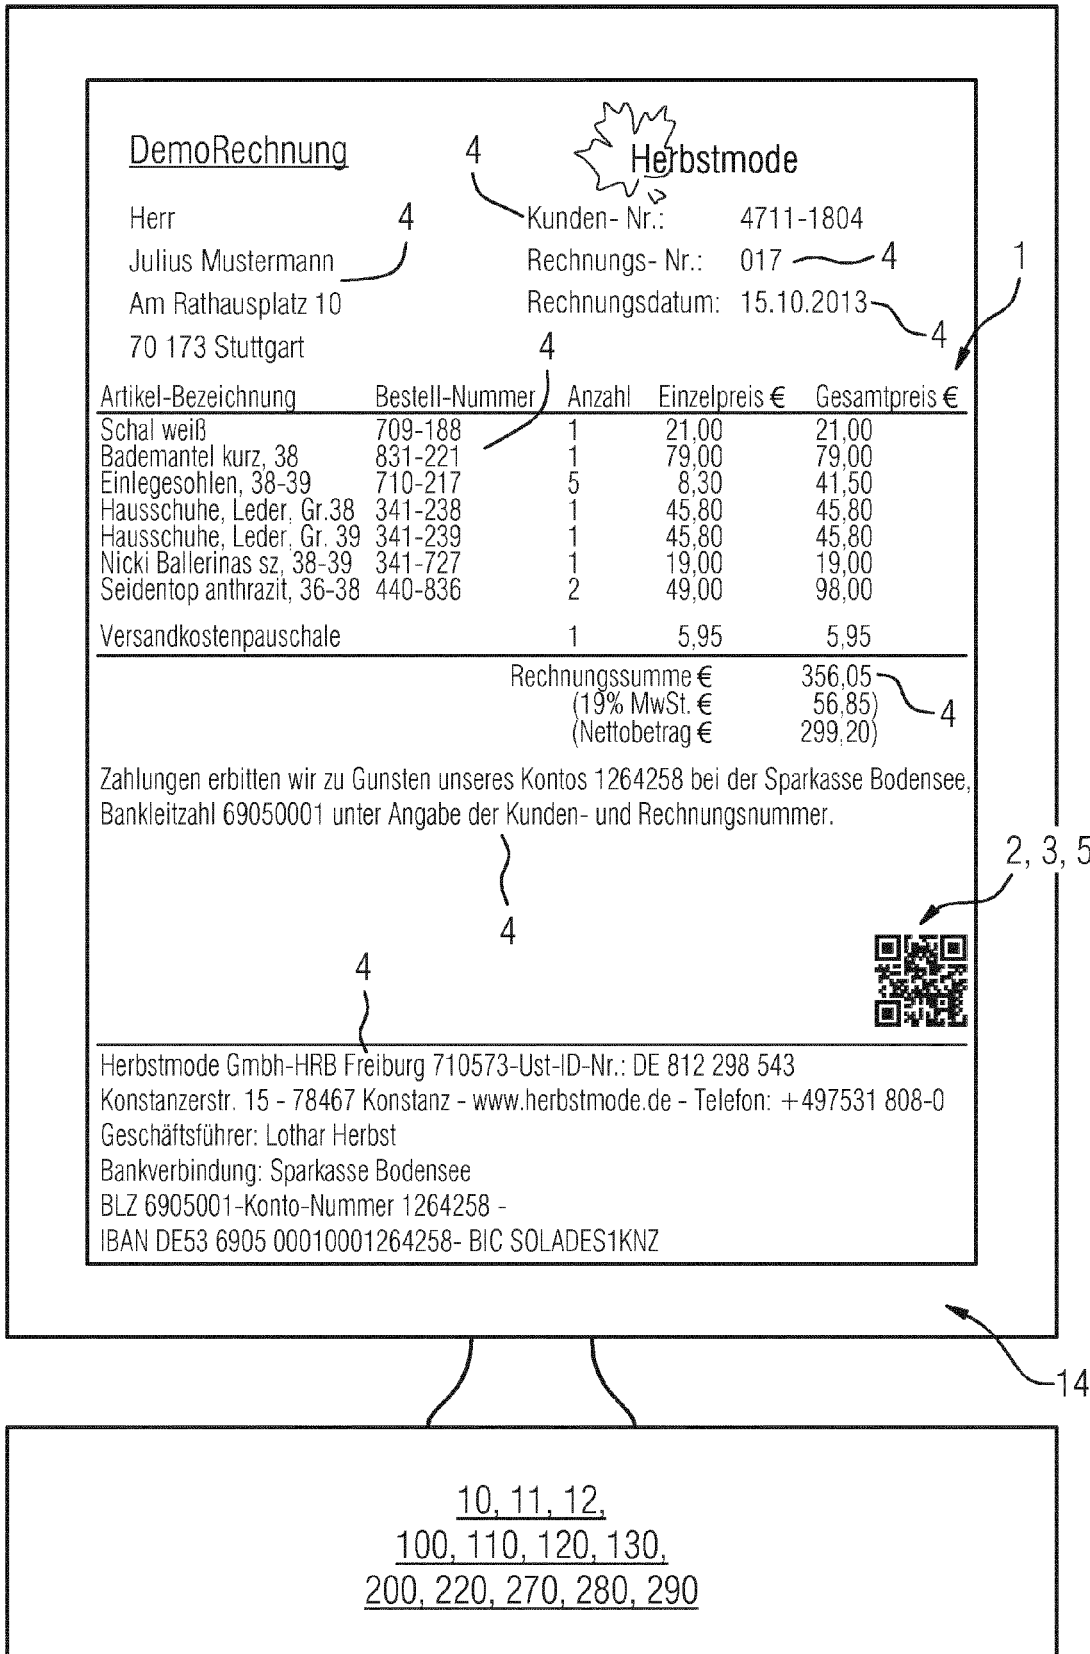 DemoRechnung
4
Herbstmode
Herr
4
Kunden- Nr.: 4711-1804
Julius Mustermann
Rechnungs- Nr.: 017
4
1
Am Rathausplatz 10
Rechnungsdatum: 15.10.2013
4
70 173 Stuttgart
4
Artikel-Bezeichnung Bestell-Nummer Anzahl Einzelpreis € Gesamtpreis €
Schal weiß 709-188 1 21,00 21,00
Bademantel kurz, 38 831-221 1 79,00 79,00
Einlegesohlen, 38-39 710-217 5 8,30 41,50
Hausschuhe, Leder, Gr.38 341-238 1 45,80 45,80
Hausschuhe, Leder, Gr. 39 341-239 1 45,80 45,80
Nicki Ballerinas sz, 38-39 341-727 1 19,00 19,00
Seidentop anthrazit, 36-38 440-836 2 49,00 98,00
Versandkostenpauschale 1 5,95 5,95
Rechnungssumme € 356,05
(19% MwSt. € 56,85)
4
(Nettobetrag € 299,20)
Zahlungen erbitten wir zu Gunsten unseres Kontos 1264258 bei der Sparkasse Bodensee,
Bankleitzahl 69050001 unter Angabe der Kunden- und Rechnungsnummer.
2, 3, 5
4
4
Herbstmode Gmbh-HRB Freiburg 710573-Ust-ID-Nr.: DE 812 298 543
Konstanzerstr. 15 - 78467 Konstanz - www.herbstmode.de - Telefon: +497531 808-0
Geschäftsführer: Lothar Herbst
Bankverbindung: Sparkasse Bodensee
BLZ 6905001-Konto-Nummer 1264258 -
IBAN DE53 6905 00010001264258- BIC SOLADES1KNZ
14
10, 11, 12,
100, 110, 120, 130,
200, 220, 270, 280, 290